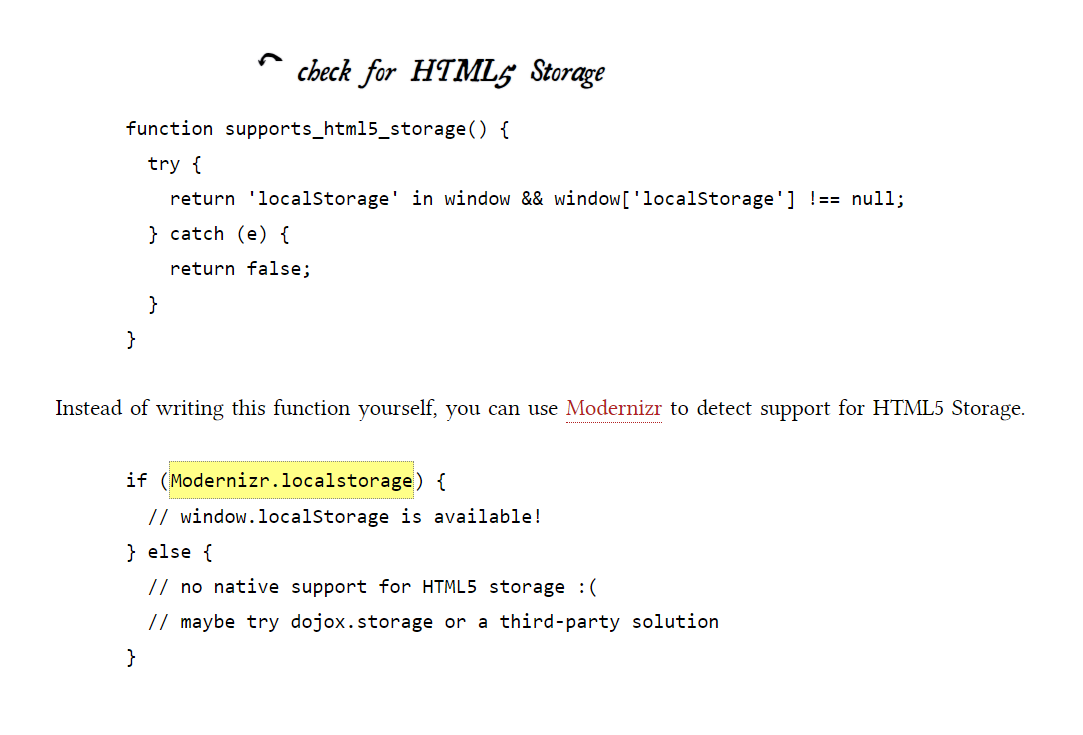 check for HTML5 Storage
function supports_html5_storage() {
  try {
    return 'localStorage' in window && window['localStorage'] !== null;
  } catch (e) {
    return false;
  }
}
Instead of writing this function yourself, you can use Modernizr to detect support for HTML5 Storage.
if (Modernizr.localstorage) {
  // window.localStorage is available!
} else {
  // no native support for HTML5 storage :(
  // maybe try dojox.storage or a third-party solution
}